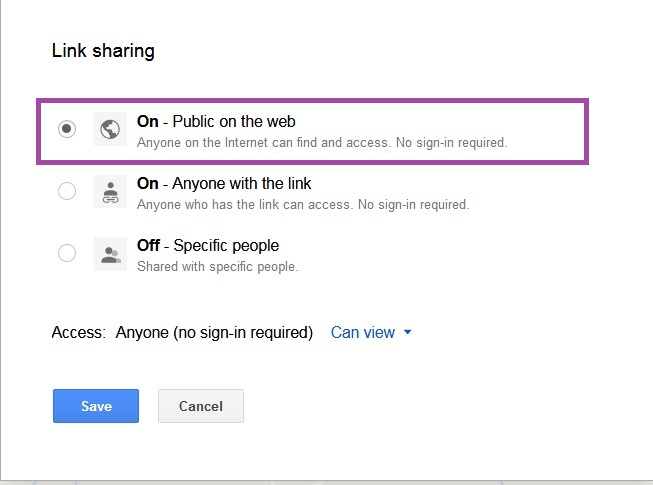 Link sharing
On - Public on the web
Anyone on the Internet can find and access. No sign-in required.
On - Anyone with the link
Anyone who has the link can access. No sign-in required.
Off - Specific people
Shared with specific people.
Access: Anyone (no sign-in required) Can view
Save Cancel